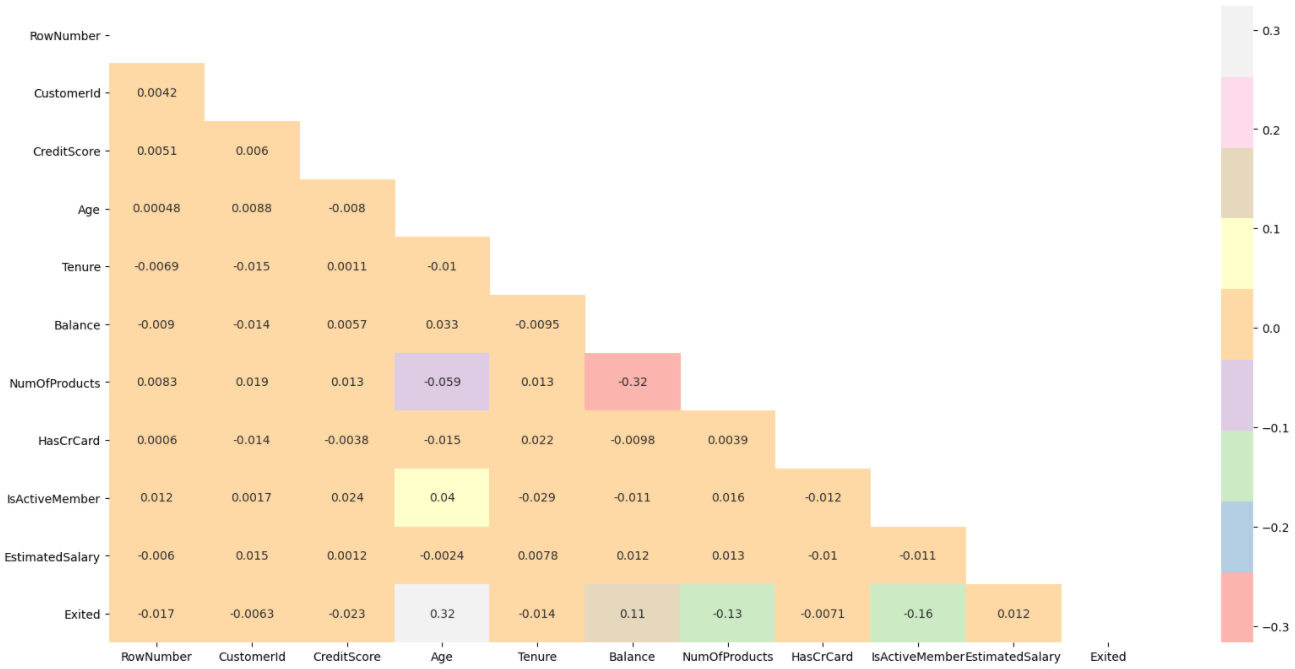 RowNumber
CustomerId 0.0042
CreditScore 0.0051 0.006
Age 0.00048 0.0088 -0.008
Tenure -0.0069 -0.015 0.0011 -0.01
Balance -0.009 -0.014 0.0057 0.033 -0.0095
NumOfProducts 0.0083 0.019 0.013 -0.059 0.013 -0.32
HasCrCard 0.0006 -0.014 -0.0038 -0.015 0.022 -0.0098 0.0039
IsActiveMember 0.012 0.0017 0.024 0.04 -0.029 -0.011 0.016 -0.012
EstimatedSalary -0.006 0.015 0.0012 -0.0024 0.0078 0.012 0.013 -0.01 -0.011
Exited -0.017 -0.0063 -0.023 0.32 -0.014 0.11 -0.13 -0.0071 -0.16 0.012
RowNumber CustomerId CreditScore Age Tenure Balance NumOfProducts HasCrCard IsActiveMember EstimatedSalary Exited
0.3
0.2
0.1
0.0
−0.1
−0.2
−0.3